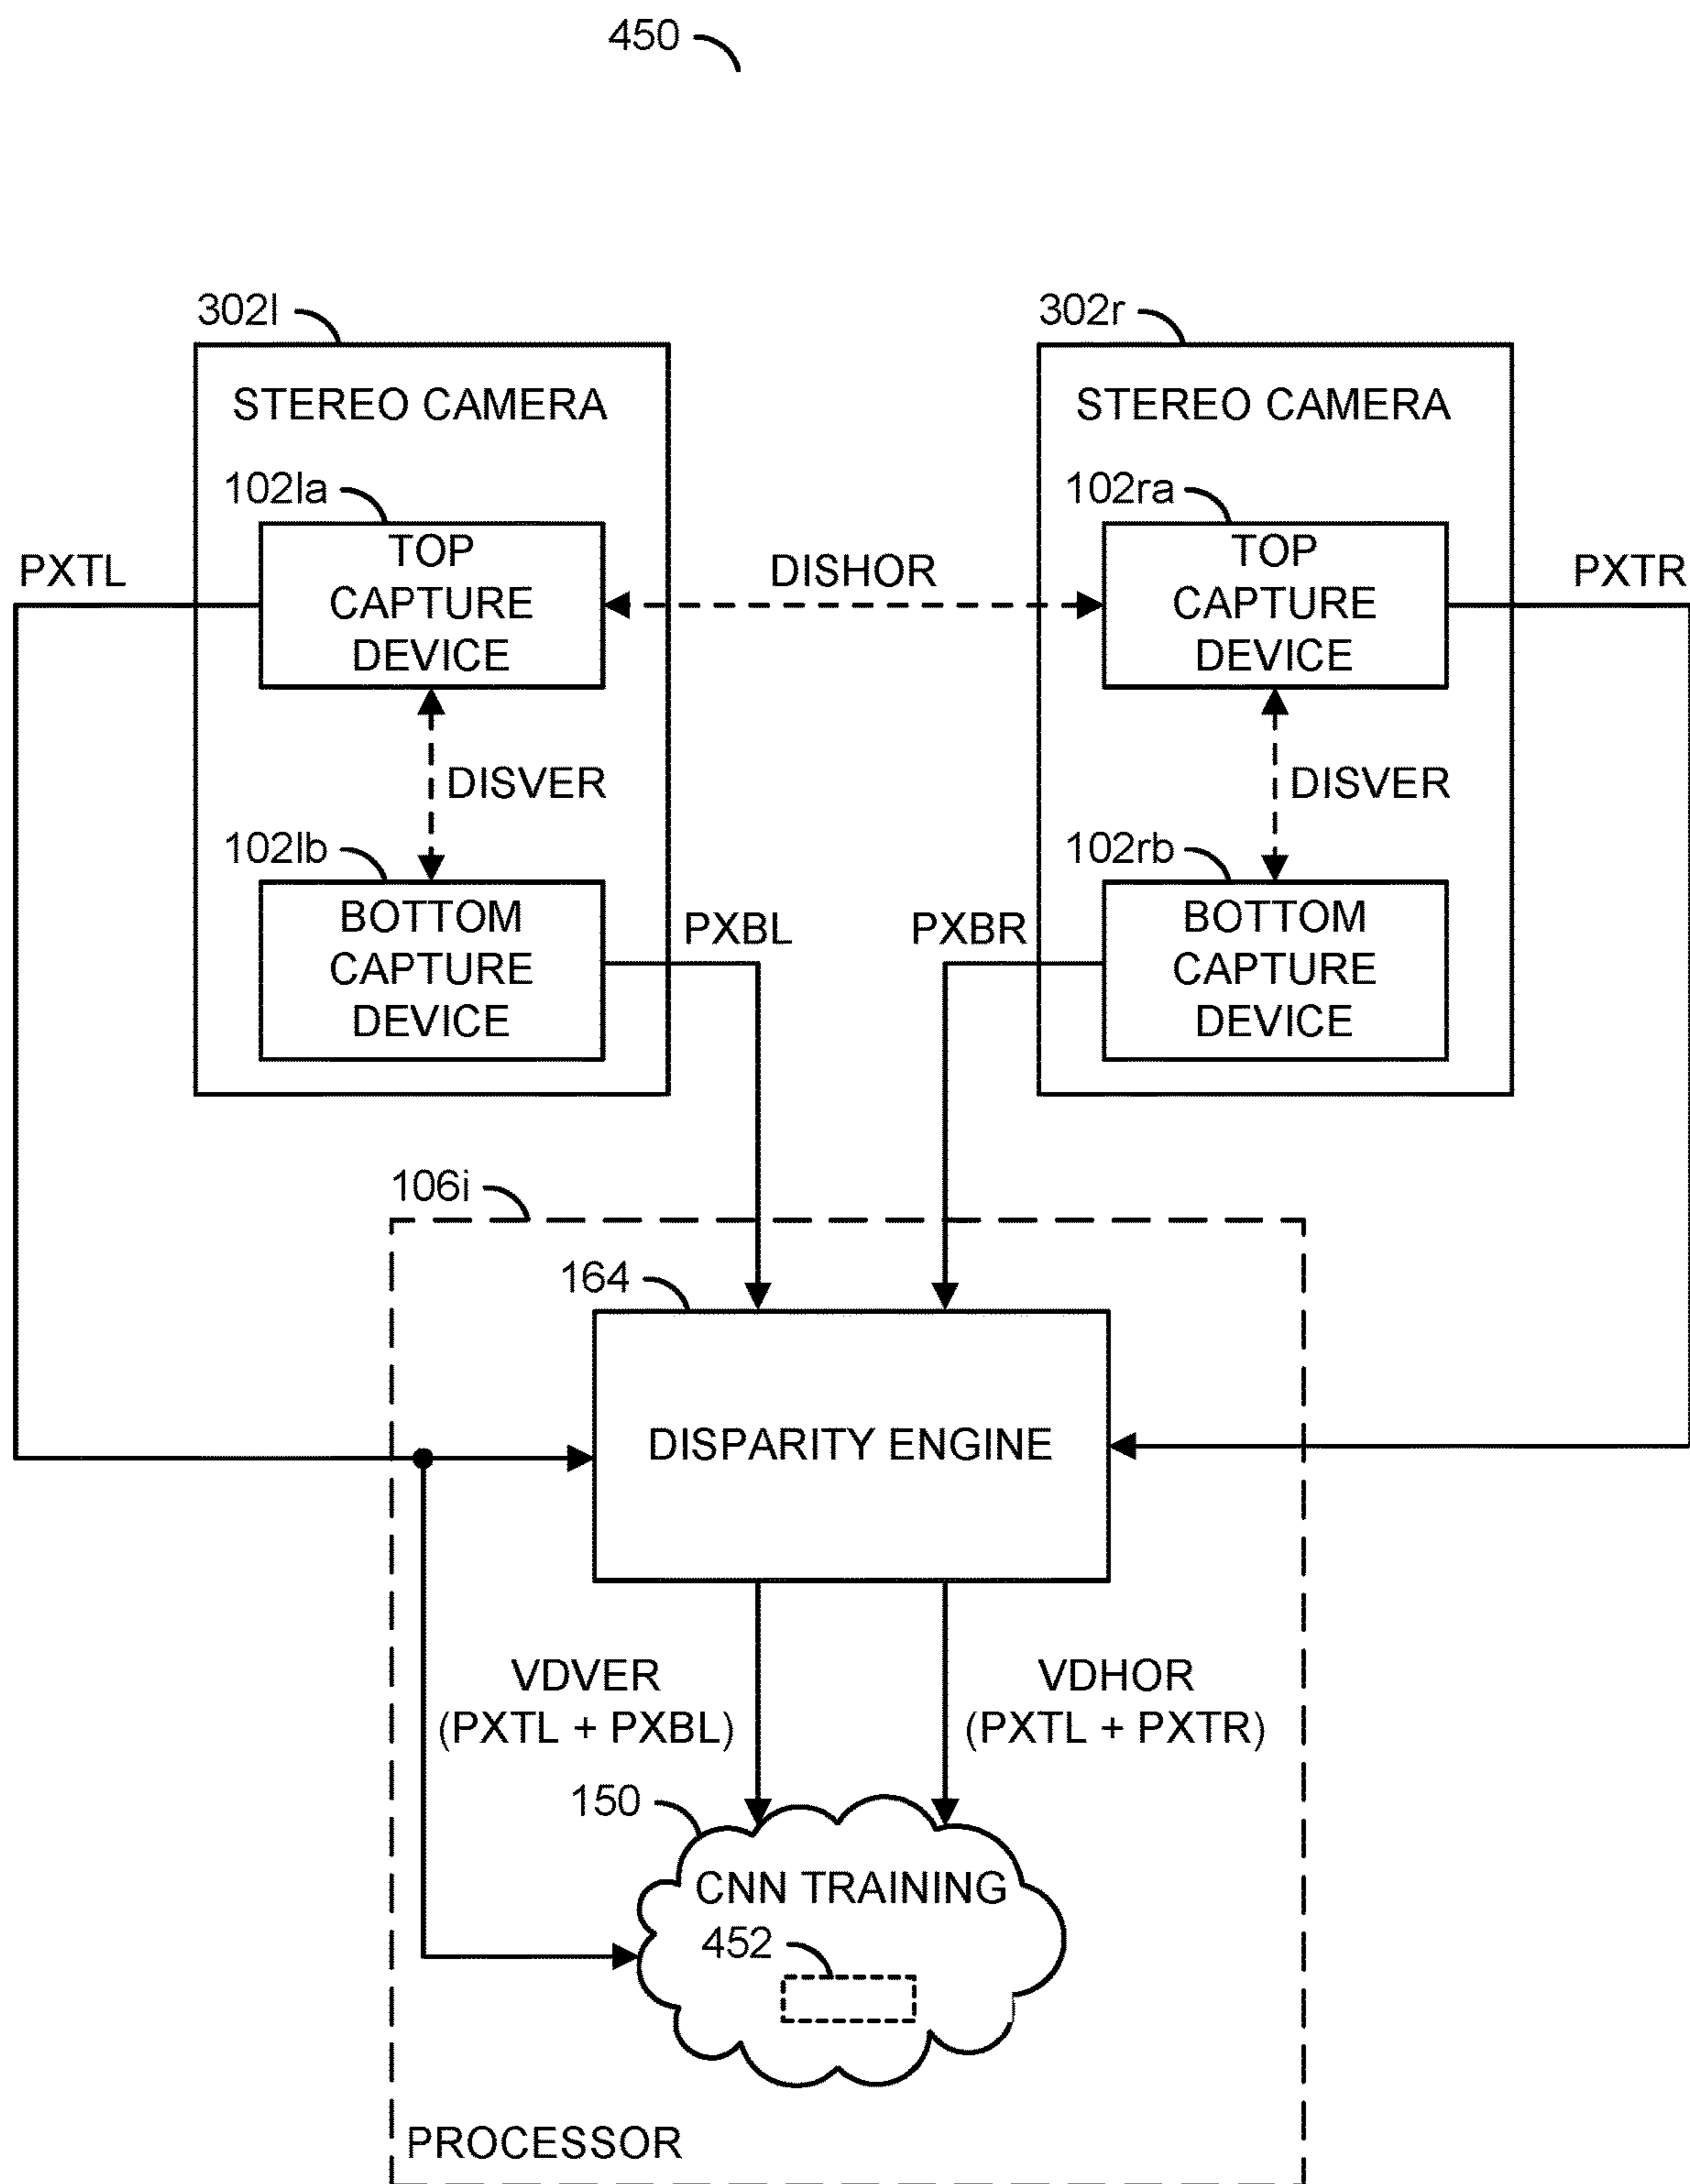 450
302l
302r
STEREO CAMERA
STEREO CAMERA
102la
102ra
PXTL
TOP
CAPTURE
DEVICE
DISHOR
TOP
CAPTURE
DEVICE
PXTR
DISVER
DISVER
102lb
102rb
BOTTOM
CAPTURE
DEVICE
PXBL
PXBR
BOTTOM
CAPTURE
DEVICE
106i
164
DISPARITY ENGINE
VDVER
(PXTL + PXBL)
VDHOR
(PXTL + PXTR)
150
CNN TRAINING
452
PROCESSOR